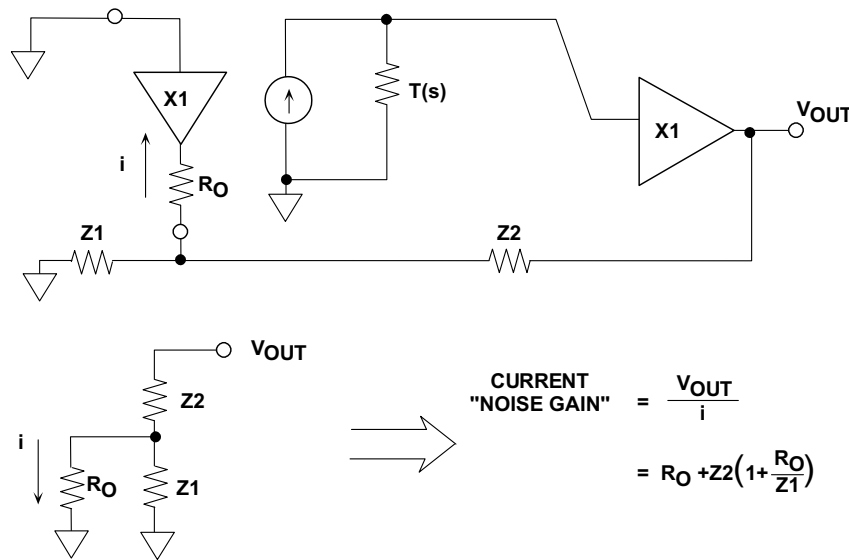 X1
T(s)
X1
VOUT
i
RO
Z1
Z2
VOUT
Z2
i
RO
Z1
CURRENT
"NOISE GAIN" = VOUT / i
= RO +Z2(1+ RO / Z1)